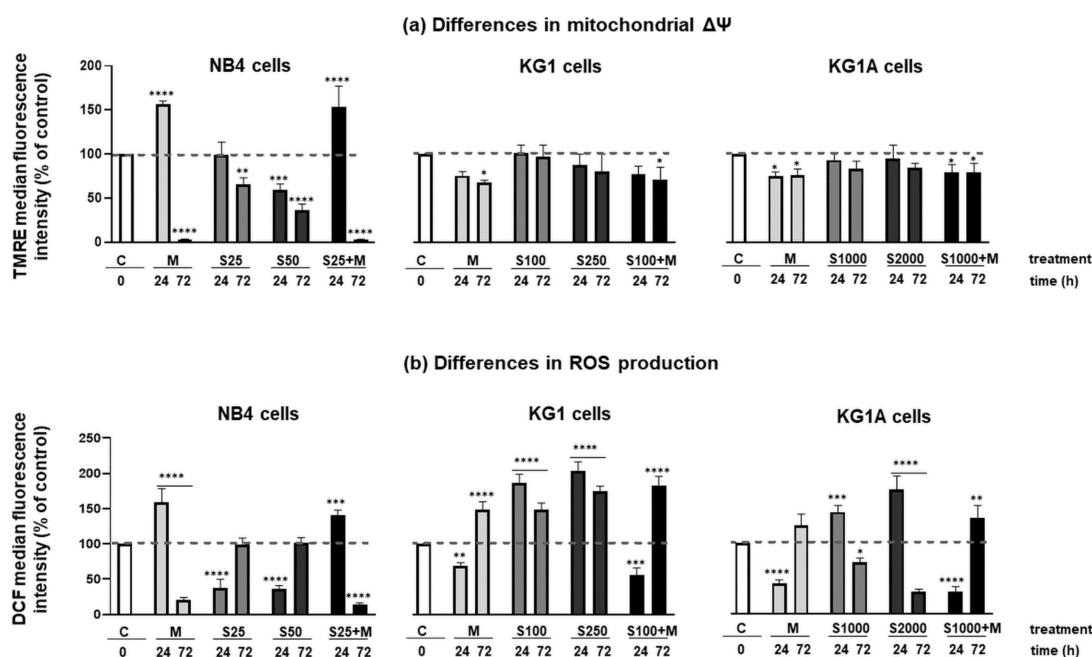 (a) Differences in mitochondrial ΔΨ
NB4 cells
KG1 cells
KG1A cells
TMRE median fluorescence
intensity (% of control)
200
150
100
50
0
**** **** ** *** **** **** ****
* *
* * * *
C M S25 S50 S25+M
0 24 72 24 72 24 72 24 72
C M S100 S250 S100+M
0 24 72 24 72 24 72 24 72
C M S1000 S2000 S1000+M
0 24 72 24 72 24 72 24 72
treatment
time (h)
(b) Differences in ROS production
NB4 cells
KG1 cells
KG1A cells
DCF median fluorescence
intensity (% of control)
250
200
150
100
50
0
**** **** **** *** ****
** **** **** **** *** ****
**** *** * **** **** **
C M S25 S50 S25+M
0 24 72 24 72 24 72 24 72
C M S100 S250 S100+M
0 24 72 24 72 24 72 24 72
C M S1000 S2000 S1000+M
0 24 72 24 72 24 72 24 72
treatment
time (h)